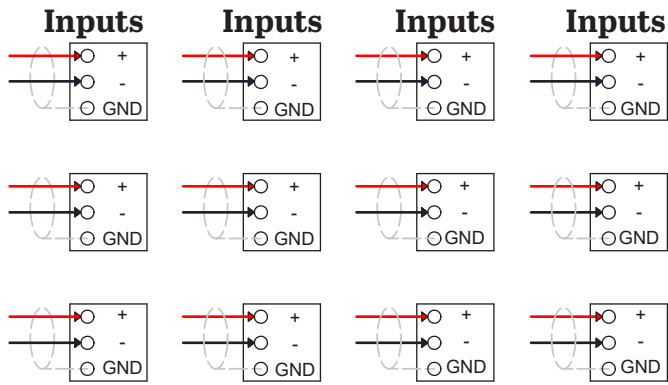 Inputs Inputs Inputs Inputs
+ + + +
- - - -
GND GND GND GND
+ + + +
- - - -
GND GND GND GND
+ + + +
- - - -
GND GND GND GND